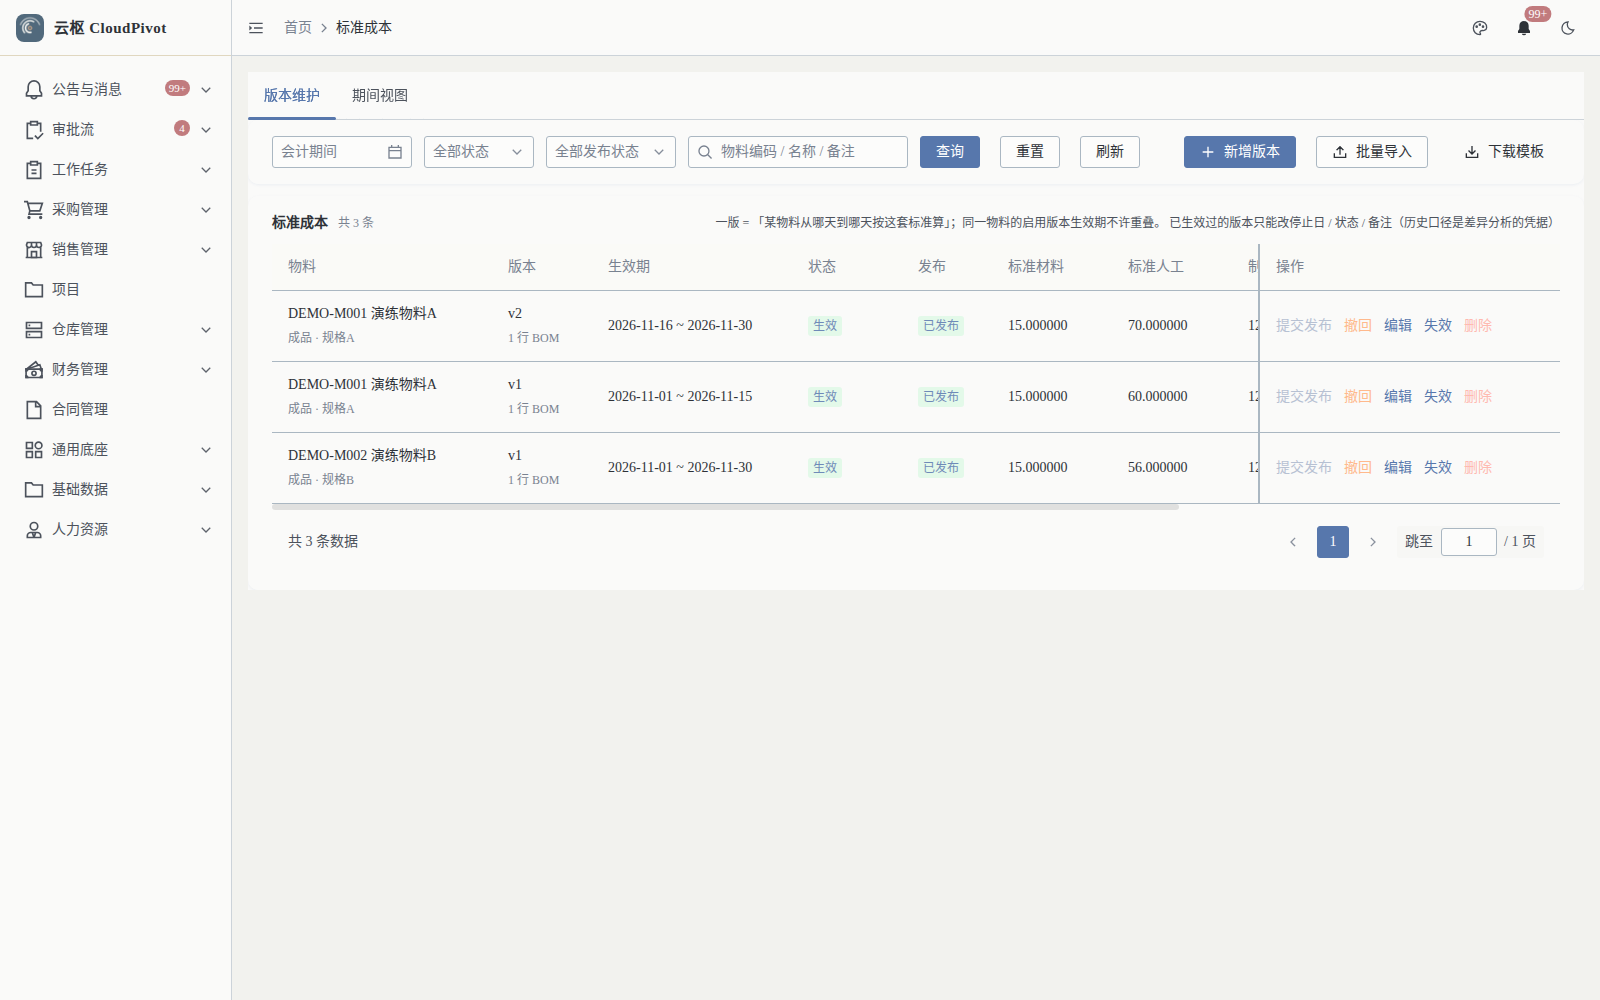 云枢 CloudPivot
首页 > 标准成本
99+
公告与消息 99+
审批流 4
工作任务
采购管理
销售管理
项目
仓库管理
财务管理
合同管理
通用底座
基础数据
人力资源
版本维护 期间视图
会计期间 全部状态 全部发布状态 物料编码 / 名称 / 备注 查询 重置 刷新 新增版本 批量导入 下载模板
标准成本 共 3 条 一版 =「某物料从哪天到哪天按这套标准算」；同一物料的启用版本生效期不许重叠。 已生效过的版本只能改停止日 / 状态 / 备注（历史口径是差异分析的凭据）
物料 版本 生效期 状态 发布 标准材料 标准人工 操作
DEMO-M001 演练物料A v2
成品 · 规格A 1 行 BOM
2026-11-16 ~ 2026-11-30 生效 已发布 15.000000 70.000000 12 提交发布 撤回 编辑 失效 删除
DEMO-M001 演练物料A v1
成品 · 规格A 1 行 BOM
2026-11-01 ~ 2026-11-15 生效 已发布 15.000000 60.000000 12 提交发布 撤回 编辑 失效 删除
DEMO-M002 演练物料B v1
成品 · 规格B 1 行 BOM
2026-11-01 ~ 2026-11-30 生效 已发布 15.000000 56.000000 12 提交发布 撤回 编辑 失效 删除
共 3 条数据 1 跳至 1 / 1 页